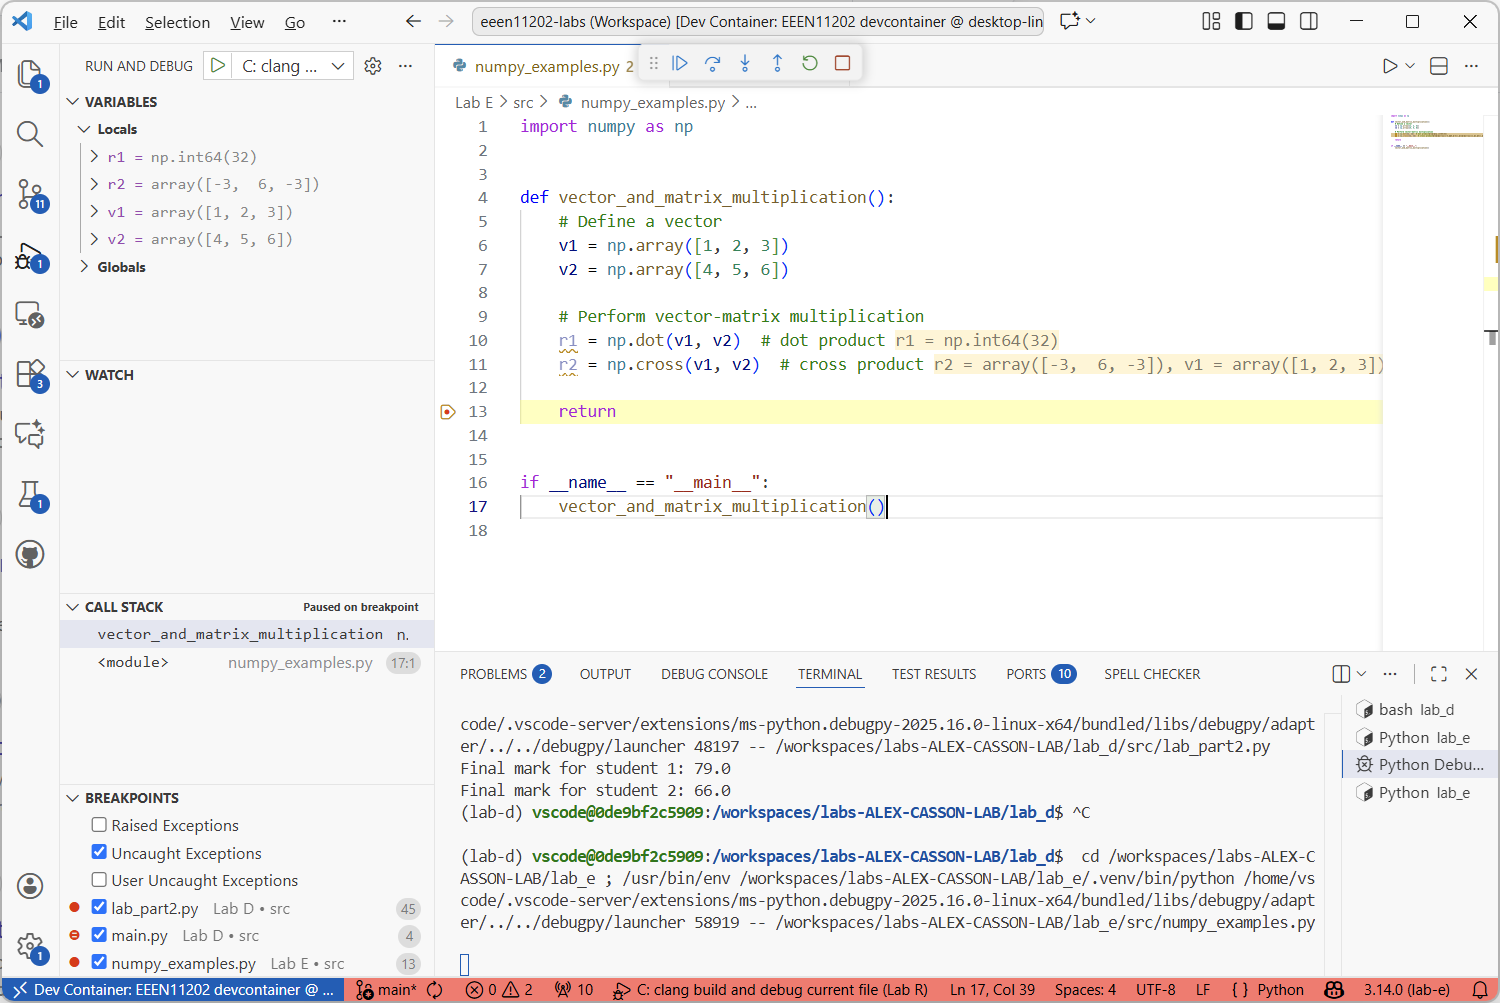 File Edit Selection View Go ···
eeen11202-labs (Workspace) [Dev Container: EEEN11202 devcontainer @ desktop-lin
RUN AND DEBUG
C: clang ...
VARIABLES
Locals
r1 = np.int64(32)
r2 = array([-3,  6, -3])
v1 = array([1, 2, 3])
v2 = array([4, 5, 6])
Globals
WATCH
CALL STACK Paused on breakpoint
vector_and_matrix_multiplication n.
<module> numpy_examples.py 17:1
BREAKPOINTS
Raised Exceptions
Uncaught Exceptions
User Uncaught Exceptions
lab_part2.py Lab D • src 45
main.py Lab D • src 4
numpy_examples.py Lab E • src 13
1
11
1
3
1
1
numpy_examples.py 2
Lab E > src > numpy_examples.py > ...
1 import numpy as np
2
3
4 def vector_and_matrix_multiplication():
5     # Define a vector
6     v1 = np.array([1, 2, 3])
7     v2 = np.array([4, 5, 6])
8
9     # Perform vector-matrix multiplication
10     r1 = np.dot(v1, v2)  # dot product r1 = np.int64(32)
11     r2 = np.cross(v1, v2)  # cross product r2 = array([-3,  6, -3]), v1 = array([1, 2, 3])
12
13     return
14
15
16 if __name__ == "__main__":
17     vector_and_matrix_multiplication()
18
PROBLEMS 2 OUTPUT DEBUG CONSOLE TERMINAL TEST RESULTS PORTS 10 SPELL CHECKER
code/.vscode-server/extensions/ms-python.debugpy-2025.16.0-linux-x64/bundled/libs/debugpy/adapt
er/../../debugpy/launcher 48197 -- /workspaces/labs-ALEX-CASSON-LAB/lab_d/src/lab_part2.py
Final mark for student 1: 79.0
Final mark for student 2: 66.0
(lab-d) vscode@0de9bf2c5909:/workspaces/labs-ALEX-CASSON-LAB/lab_d$ ^C
(lab-d) vscode@0de9bf2c5909:/workspaces/labs-ALEX-CASSON-LAB/lab_d$  cd /workspaces/labs-ALEX-C
ASSON-LAB/lab_e ; /usr/bin/env /workspaces/labs-ALEX-CASSON-LAB/lab_e/.venv/bin/python /home/vs
code/.vscode-server/extensions/ms-python.debugpy-2025.16.0-linux-x64/bundled/libs/debugpy/adapt
er/../../debugpy/launcher 58919 -- /workspaces/labs-ALEX-CASSON-LAB/lab_e/src/numpy_examples.py
bash lab_d
Python lab_e
Python Debu...
Python lab_e
Dev Container: EEEN11202 devcontainer @ ... main* 0 2 10 C: clang build and debug current file (Lab R) Ln 17, Col 39 Spaces: 4 UTF-8 LF { } Python 3.14.0 (lab-e)